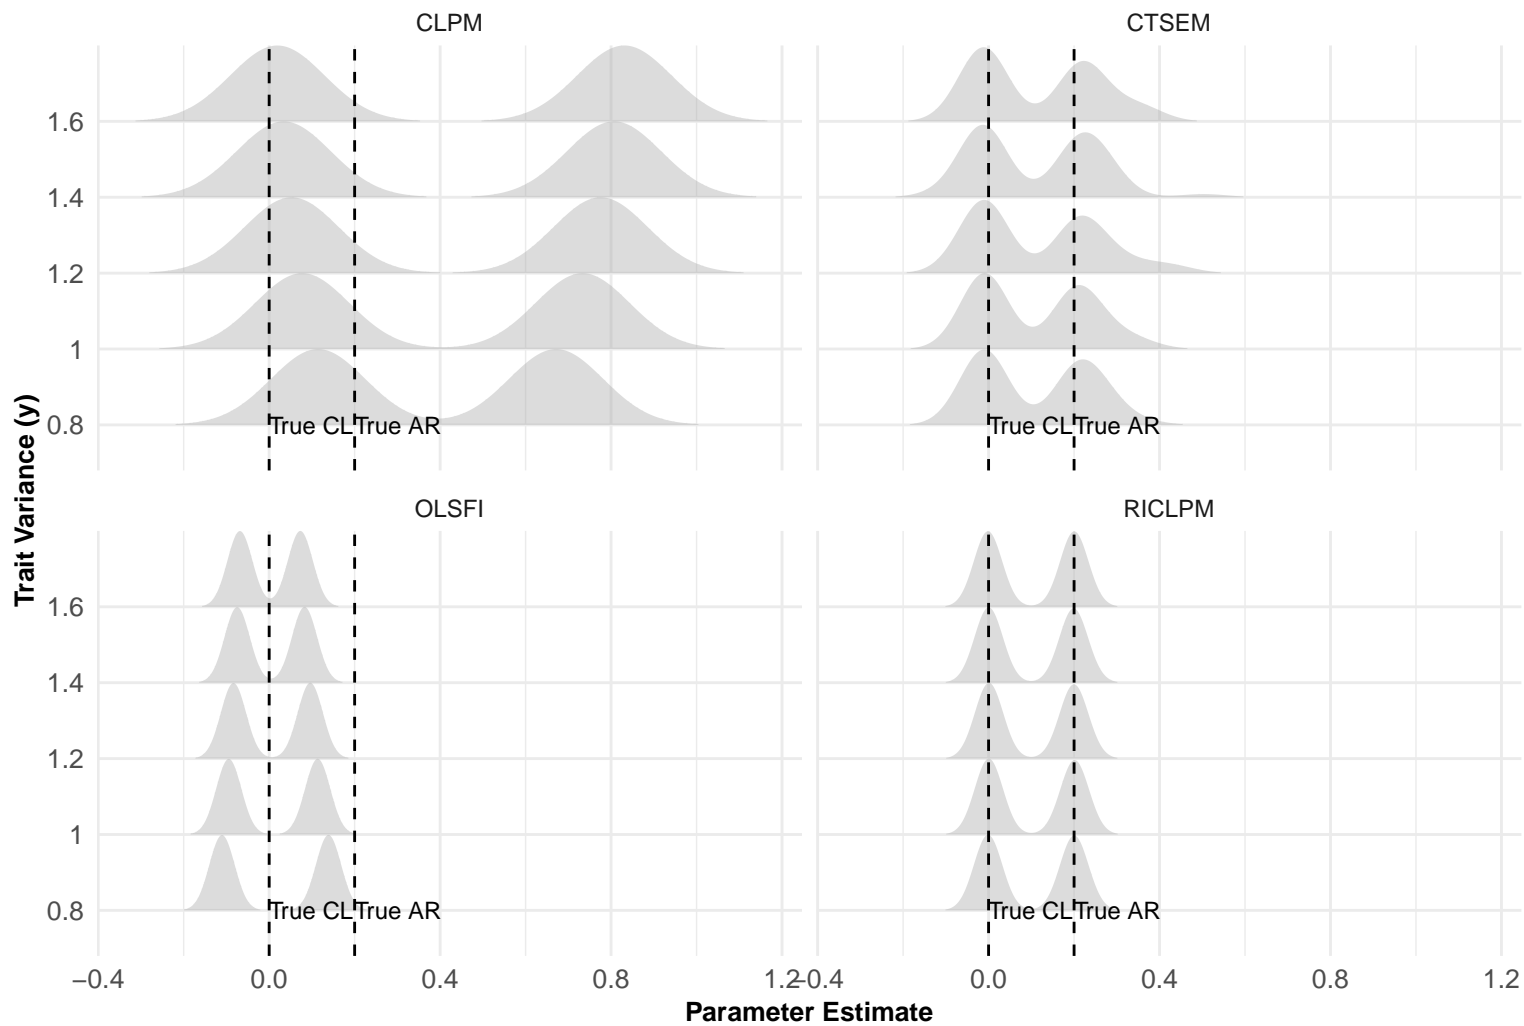 CLPM
CTSEM
1.6
1.4
1.2
1
0.8
True CL True AR
True CL True AR
OLSFI
RICLPM
1.6
1.4
1.2
1
0.8
True CL True AR
True CL True AR
−0.4 0.0 0.4 0.8 1.2
−0.4 0.0 0.4 0.8 1.2
Parameter Estimate
Trait Variance (y)